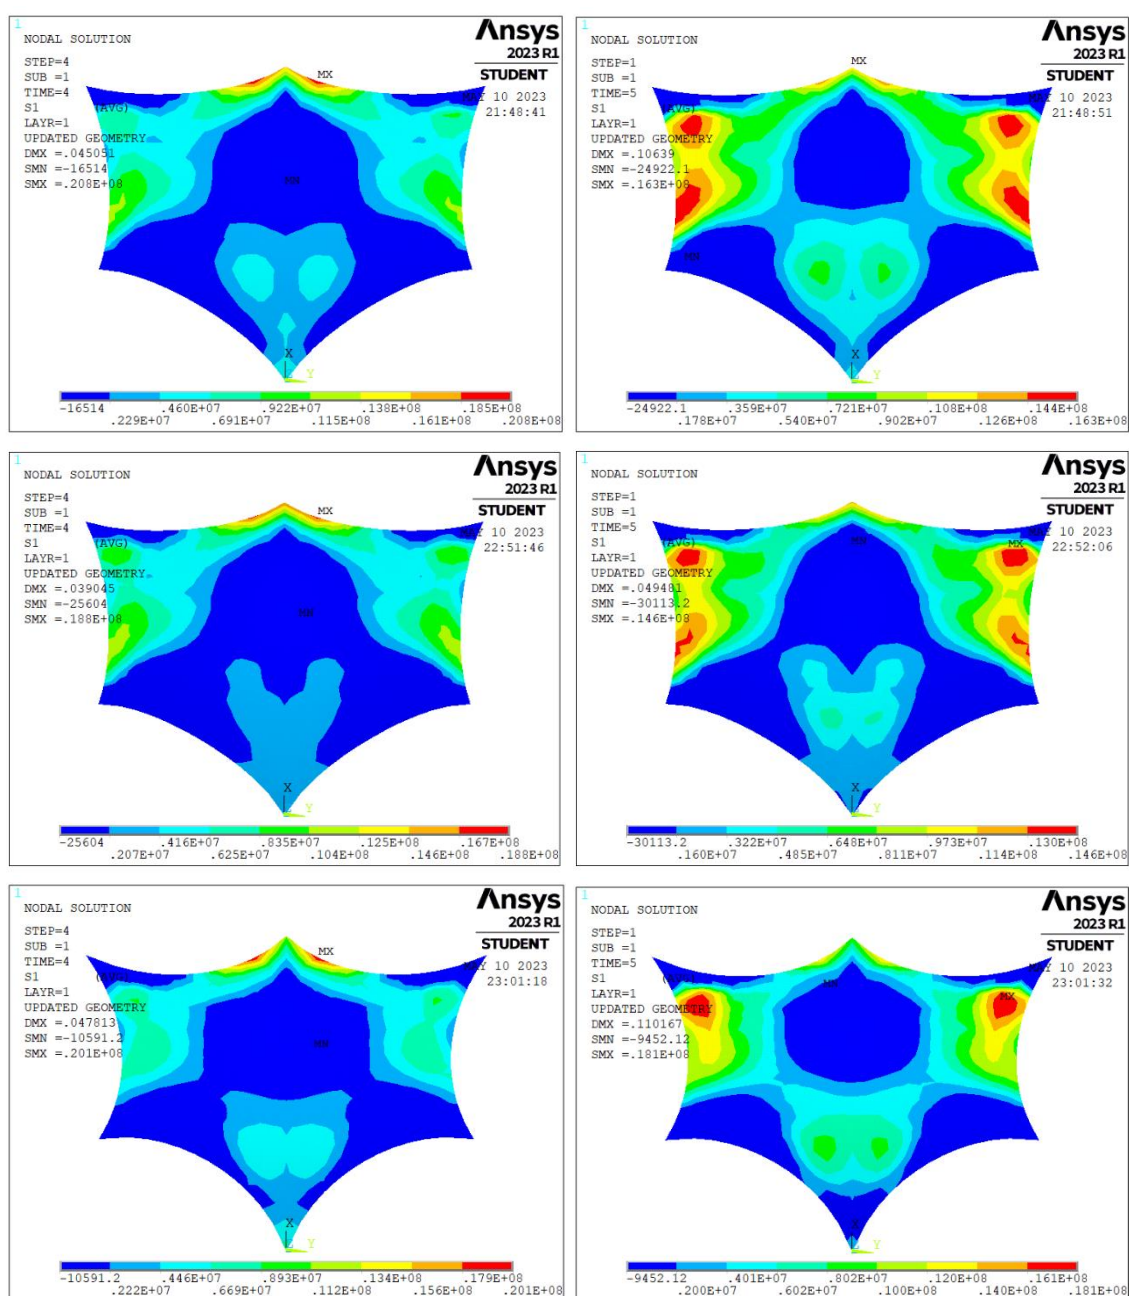 1
NODAL SOLUTION
STEP=4
SUB =1
TIME=4
S1 (AVG)
LAYR=1
UPDATED GEOMETRY
DMX =.045051
SMN =-16514
SMX =.208E+08
Ansys
2023 R1
STUDENT
MAY 10 2023
21:48:41
MX
MN
X
Y
-16514 .460E+07 .922E+07 .138E+08 .185E+08
.229E+07 .691E+07 .115E+08 .161E+08 .208E+08
1
NODAL SOLUTION
STEP=1
SUB =1
TIME=5
S1 (AVG)
LAYR=1
UPDATED GEOMETRY
DMX =.10639
SMN =-24922.1
SMX =.163E+08
Ansys
2023 R1
STUDENT
MAY 10 2023
21:48:51
MX
MN
X
Y
-24922.1 .359E+07 .721E+07 .108E+08 .144E+08
.178E+07 .540E+07 .902E+07 .126E+08 .163E+08
1
NODAL SOLUTION
STEP=4
SUB =1
TIME=4
S1 (AVG)
LAYR=1
UPDATED GEOMETRY
DMX =.039045
SMN =-25604
SMX =.188E+08
Ansys
2023 R1
STUDENT
MAY 10 2023
22:51:46
MX
MN
X
Y
-25604 .416E+07 .835E+07 .125E+08 .167E+08
.207E+07 .625E+07 .104E+08 .146E+08 .188E+08
1
NODAL SOLUTION
STEP=1
SUB =1
TIME=5
S1 (AVG)
LAYR=1
UPDATED GEOMETRY
DMX =.049481
SMN =-30113.2
SMX =.146E+08
Ansys
2023 R1
STUDENT
MAY 10 2023
22:52:06
MN
MX
X
Y
-30113.2 .322E+07 .648E+07 .973E+07 .130E+08
.160E+07 .485E+07 .811E+07 .114E+08 .146E+08
1
NODAL SOLUTION
STEP=4
SUB =1
TIME=4
S1 (AVG)
LAYR=1
UPDATED GEOMETRY
DMX =.047813
SMN =-10591.2
SMX =.201E+08
Ansys
2023 R1
STUDENT
MAY 10 2023
23:01:18
MX
MN
X
Y
-10591.2 .446E+07 .893E+07 .134E+08 .179E+08
.222E+07 .669E+07 .112E+08 .156E+08 .201E+08
1
NODAL SOLUTION
STEP=1
SUB =1
TIME=5
S1 (AVG)
LAYR=1
UPDATED GEOMETRY
DMX =.110167
SMN =-9452.12
SMX =.181E+08
Ansys
2023 R1
STUDENT
MAY 10 2023
23:01:32
MN
MX
X
Y
-9452.12 .401E+07 .802E+07 .120E+08 .161E+08
.200E+07 .602E+07 .100E+08 .140E+08 .181E+08